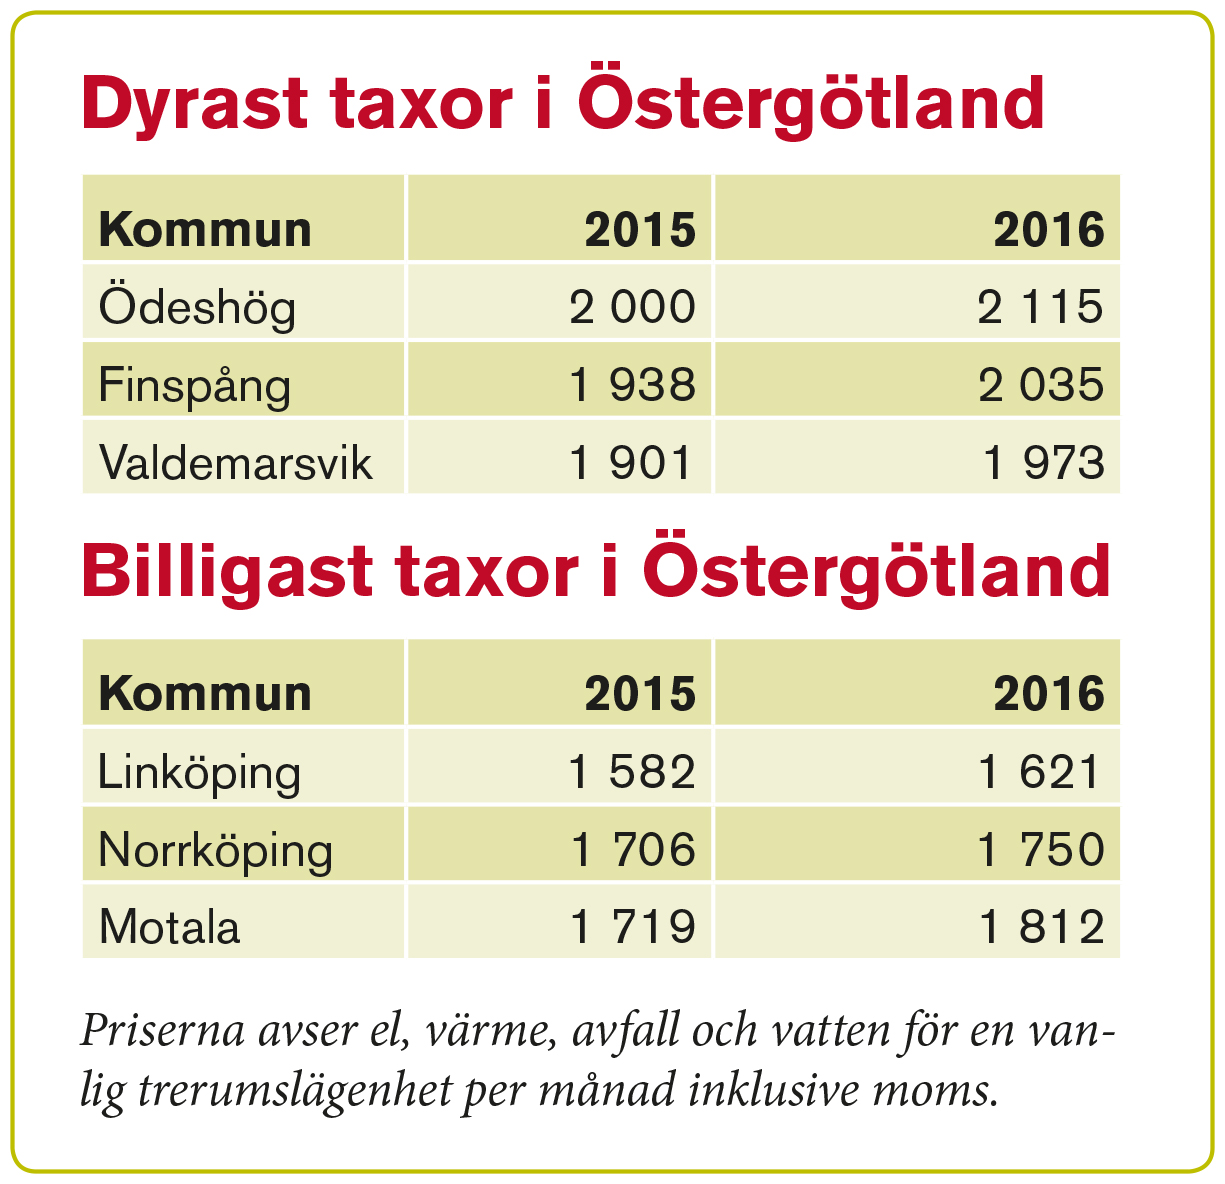 Dyrast taxor i Östergötland
Kommun 2015 2016
Ödeshög 2 000 2 115
Finspång 1 938 2 035
Valdemarsvik 1 901 1 973
Billigast taxor i Östergötland
Kommun 2015 2016
Linköping 1 582 1 621
Norrköping 1 706 1 750
Motala 1 719 1 812
Priserna avser el, värme, avfall och vatten för en van-
lig trerumslägenhet per månad inklusive moms.